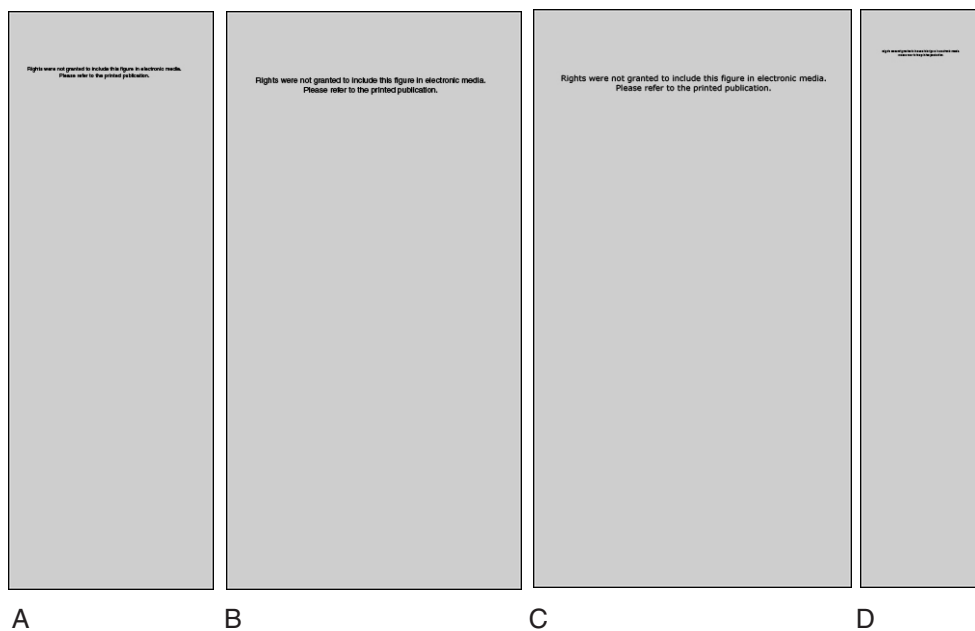 Rights were not granted to include this figure in electronic media.
Please refer to the printed publication.
Rights were not granted to include this figure in electronic media.
Please refer to the printed publication.
Rights were not granted to include this figure in electronic media.
Please refer to the printed publication.
A
B
C
D